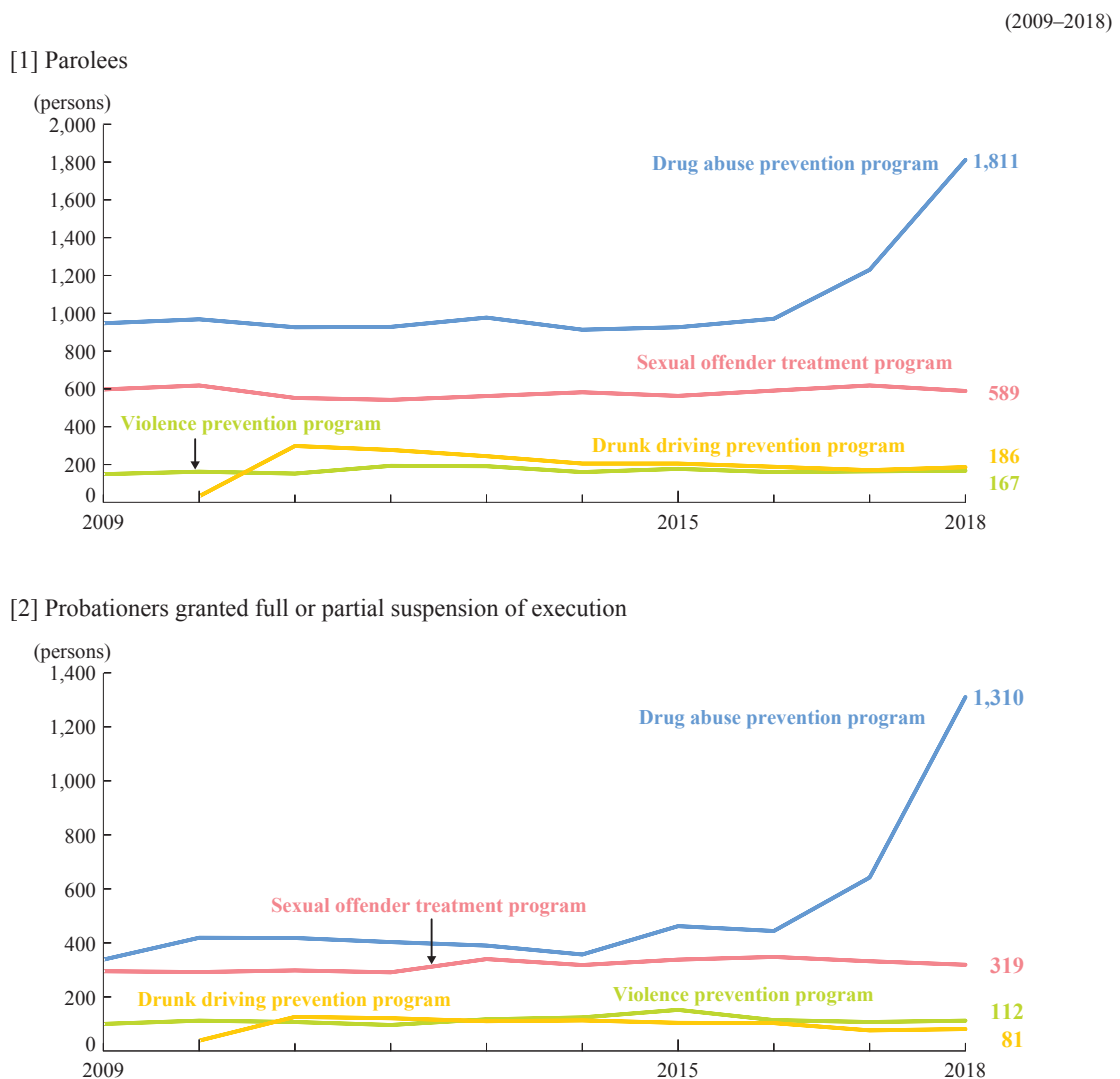 (2009–2018)
[1] Parolees
(persons)
2,000
1,800
1,600
1,400
1,200
1,000
800
600
400
200
0
Drug abuse prevention program
1,811
Sexual offender treatment program
589
Violence prevention program
Drunk driving prevention program
186
167
2009
2015
2018
[2] Probationers granted full or partial suspension of execution
(persons)
1,400
1,200
1,000
800
600
400
200
0
Drug abuse prevention program
1,310
Sexual offender treatment program
319
Drunk driving prevention program
Violence prevention program
112
81
2009
2015
2018